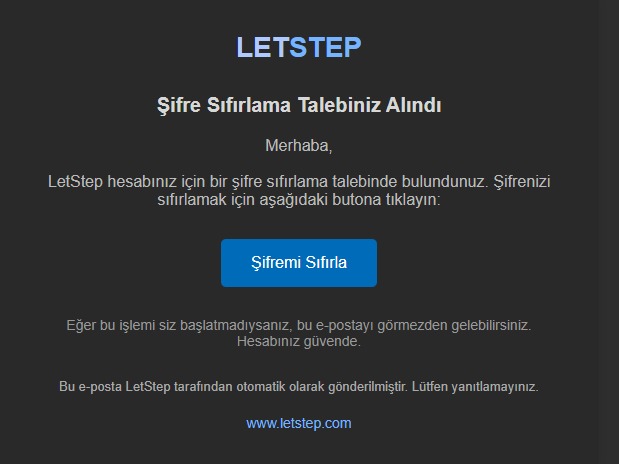 LETSTEP
Şifre Sıfırlama Talebiniz Alındı
Merhaba,
LetStep hesabınız için bir şifre sıfırlama talebinde bulundunuz. Şifrenizi
sıfırlamak için aşağıdaki butona tıklayın:
Şifremi Sıfırla
Eğer bu işlemi siz başlatmadıysanız, bu e-postayı görmezden gelebilirsiniz.
Hesabınız güvende.
Bu e-posta LetStep tarafından otomatik olarak gönderilmiştir. Lütfen yanıtlamayınız.
www.letstep.com